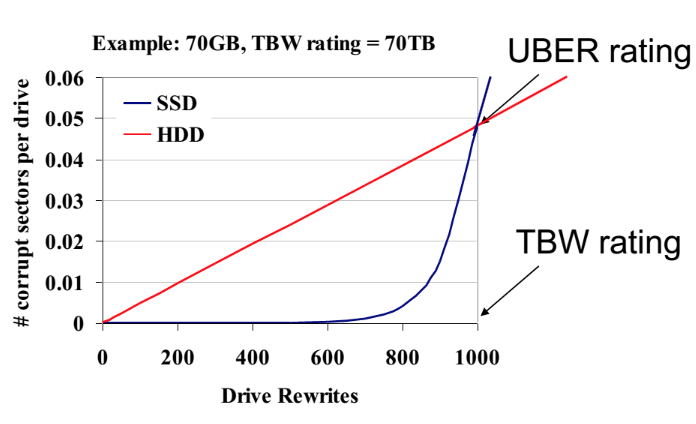 Example: 70GB, TBW rating = 70TB
UBER rating
# corrupt sectors per drive
0.06
0.05
0.04
0.03
0.02
0.01
0
SSD
HDD
TBW rating
0 200 400 600 800 1000
Drive Rewrites